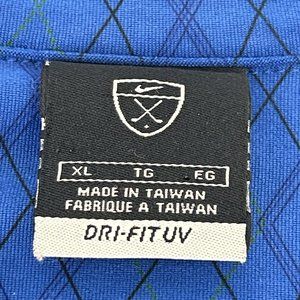 XL TG EG
MADE IN TAIWAN
FABRIQUE A TAIWAN
DRI-FIT UV